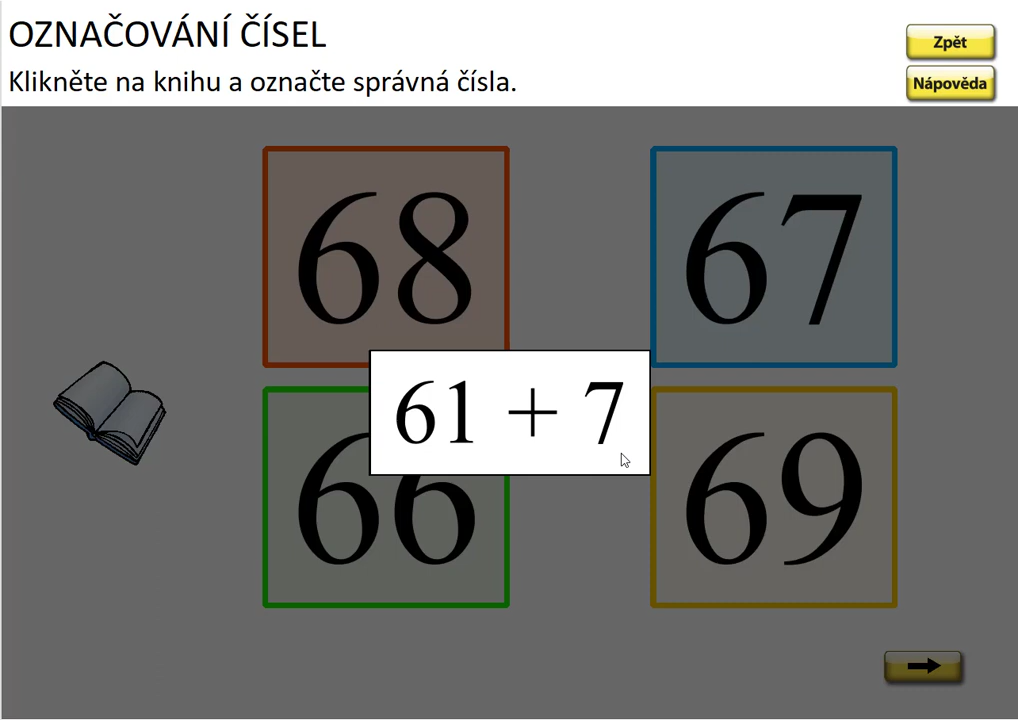 OZNAČOVÁNÍ ČÍSEL
Klikněte na knihu a označte správná čísla.
Zpět
Nápověda
68
67
61 + 7
66
69